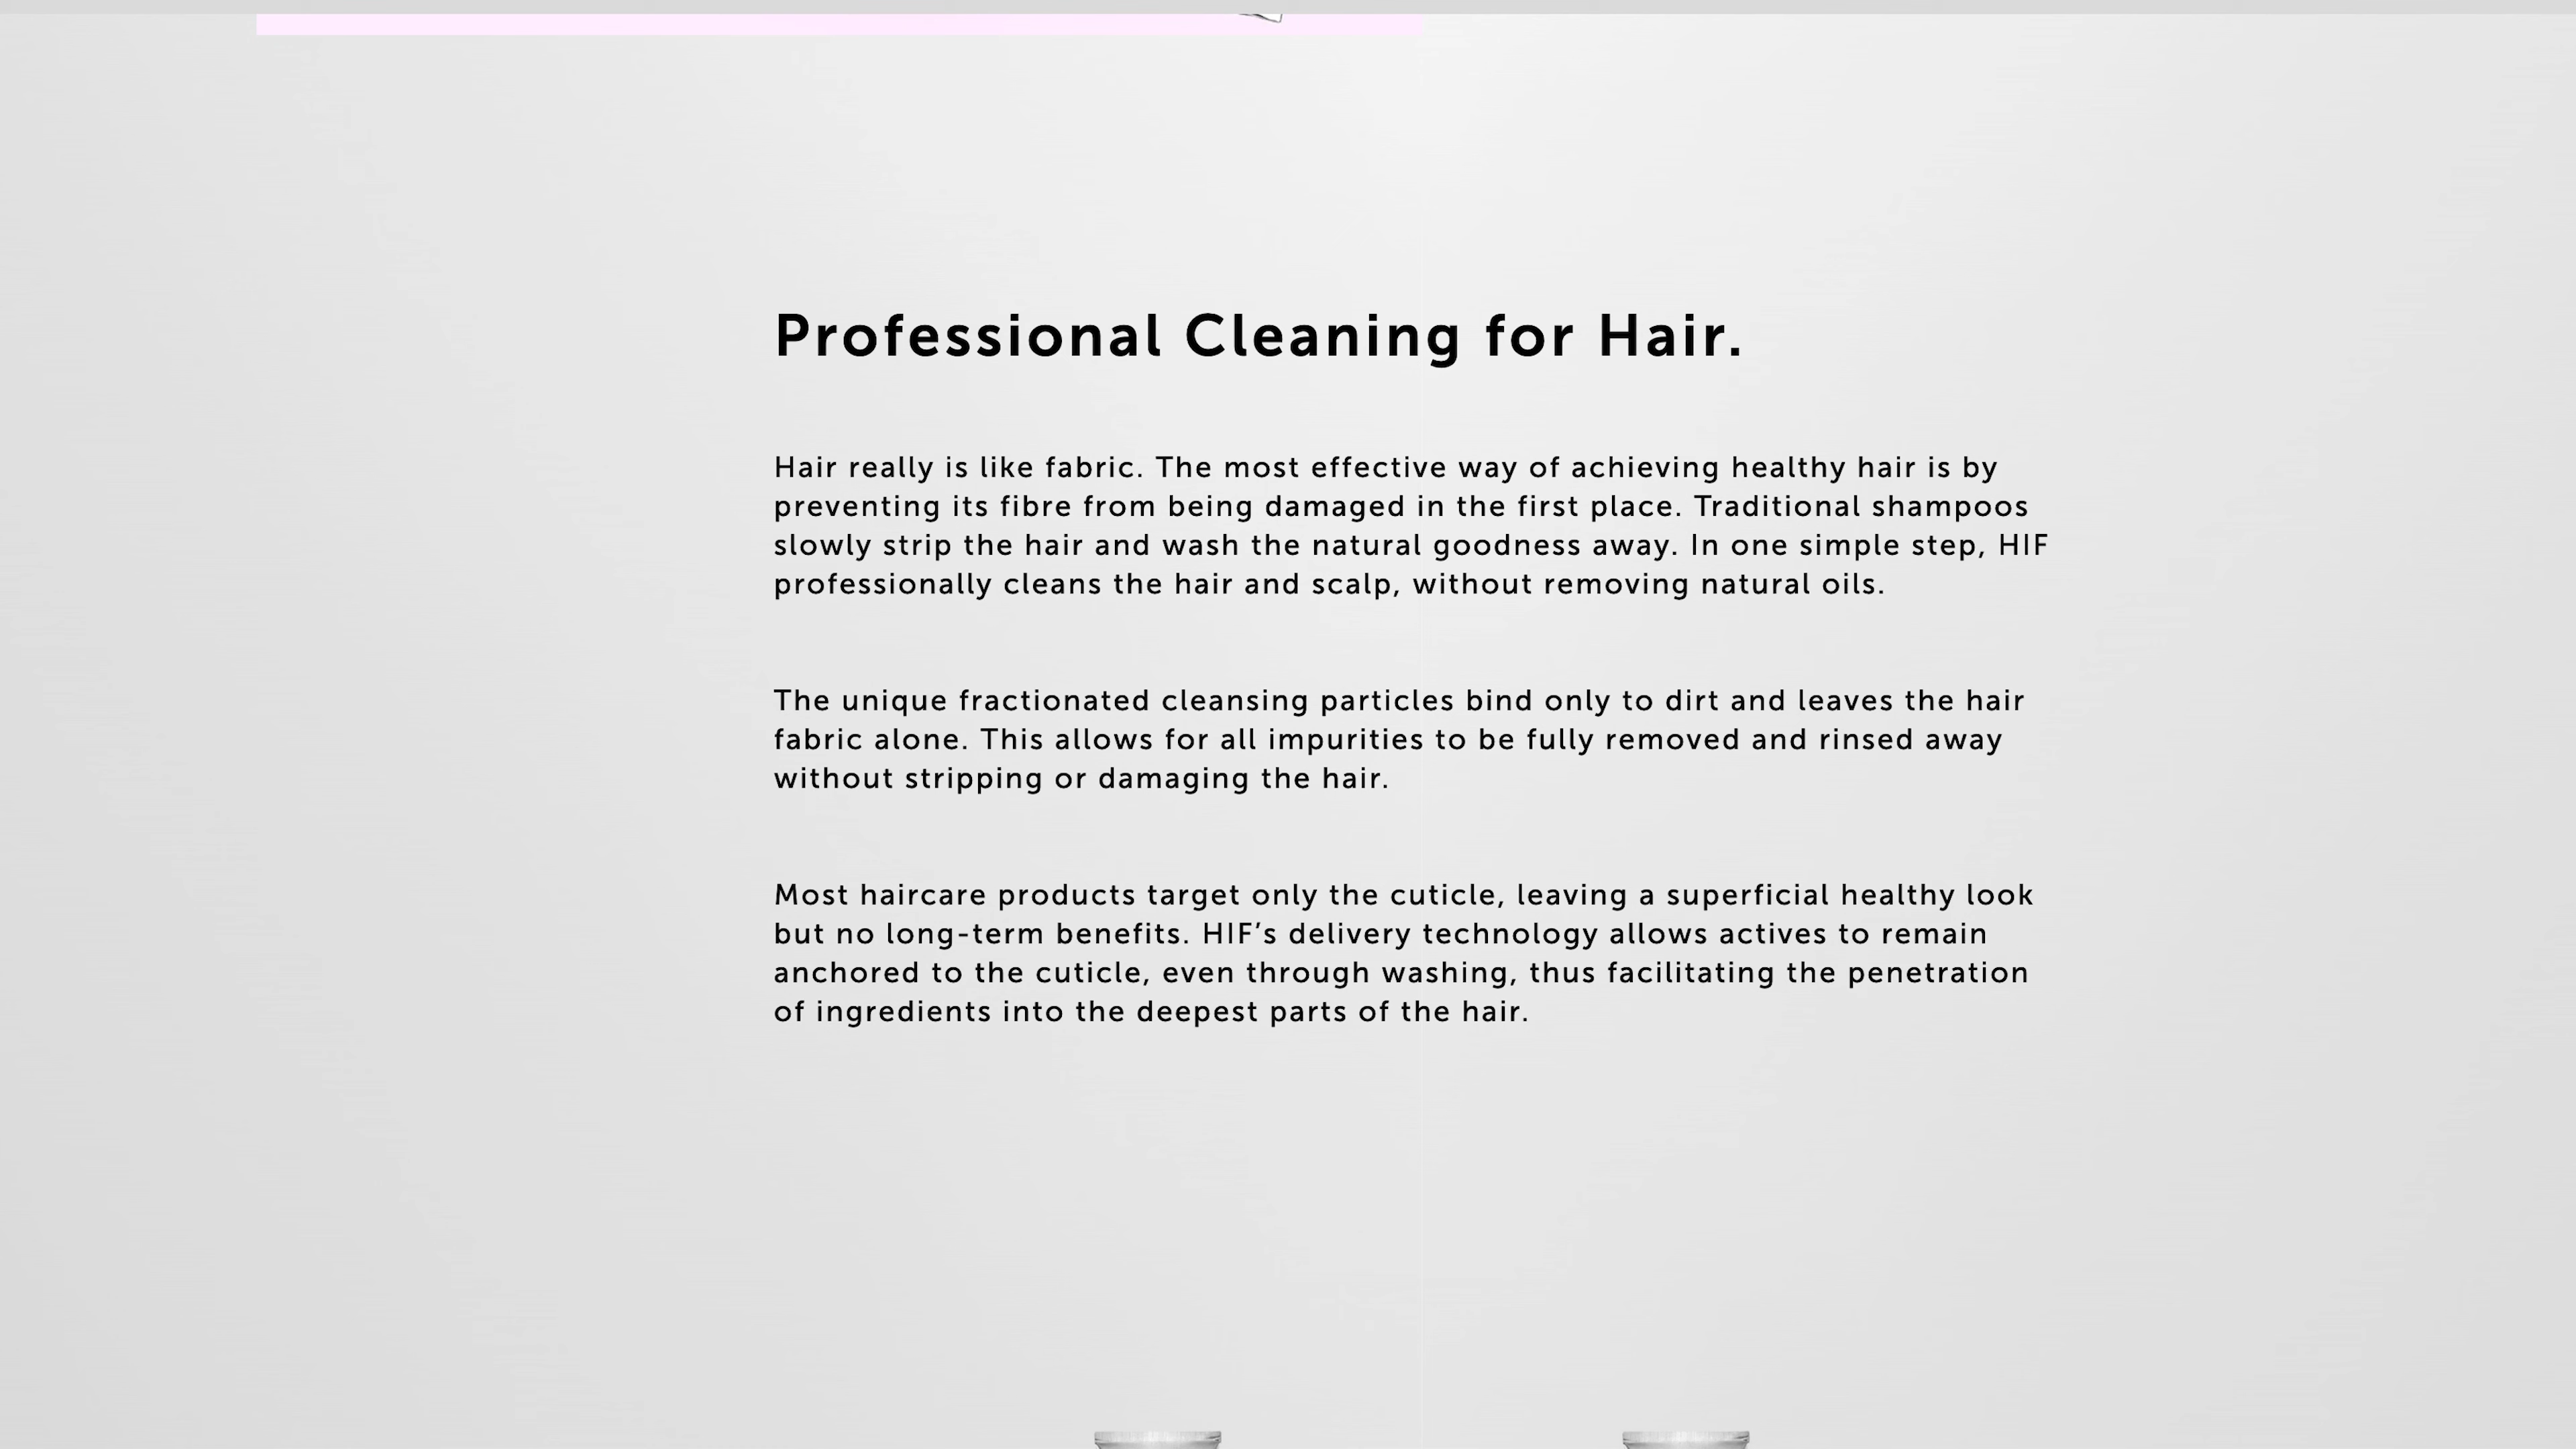 Professional Cleaning for Hair.
Hair really is like fabric. The most effective way of achieving healthy hair is by
preventing its fibre from being damaged in the first place. Traditional shampoos
slowly strip the hair and wash the natural goodness away. In one simple step, HIF
professionally cleans the hair and scalp, without removing natural oils.
The unique fractionated cleansing particles bind only to dirt and leaves the hair
fabric alone. This allows for all impurities to be fully removed and rinsed away
without stripping or damaging the hair.
Most haircare products target only the cuticle, leaving a superficial healthy look
but no long-term benefits. HIF’s delivery technology allows actives to remain
anchored to the cuticle, even through washing, thus facilitating the penetration
of ingredients into the deepest parts of the hair.